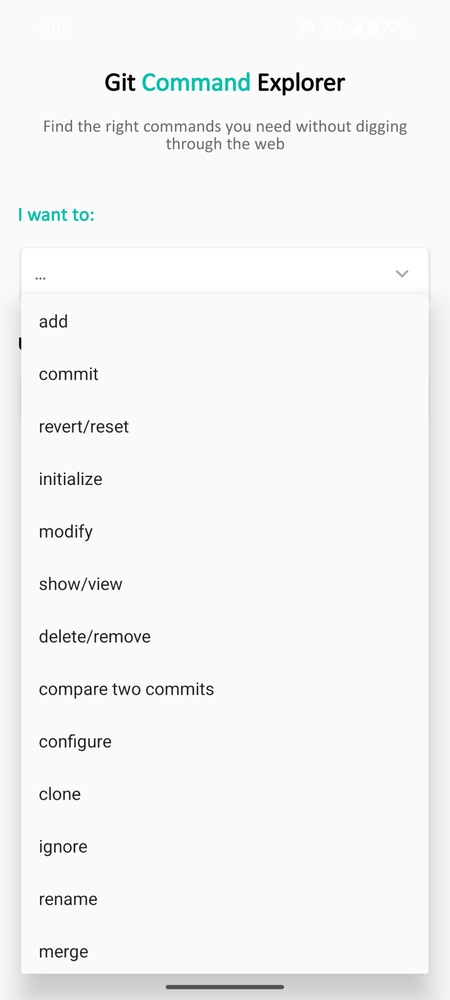 9:05 5G 77%
Git Command Explorer
Find the right commands you need without digging
through the web
I want to:
...
add
commit
revert/reset
initialize
modify
show/view
delete/remove
compare two commits
configure
clone
ignore
rename
merge